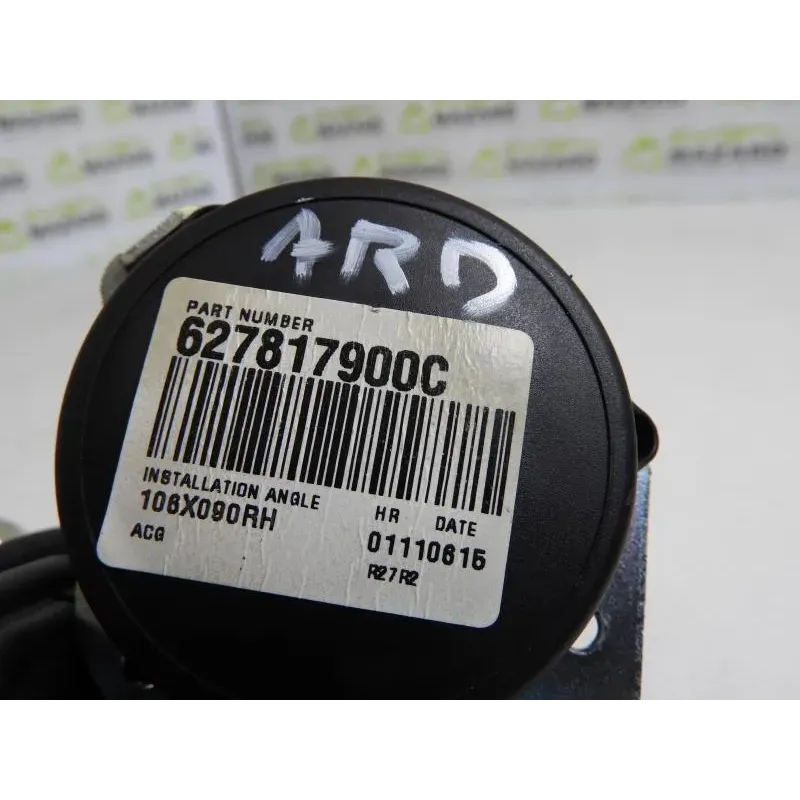 ARD
PART NUMBER
627817900C
INSTALLATION ANGLE HR DATE
106X090RH 01110615
ACG R27R2